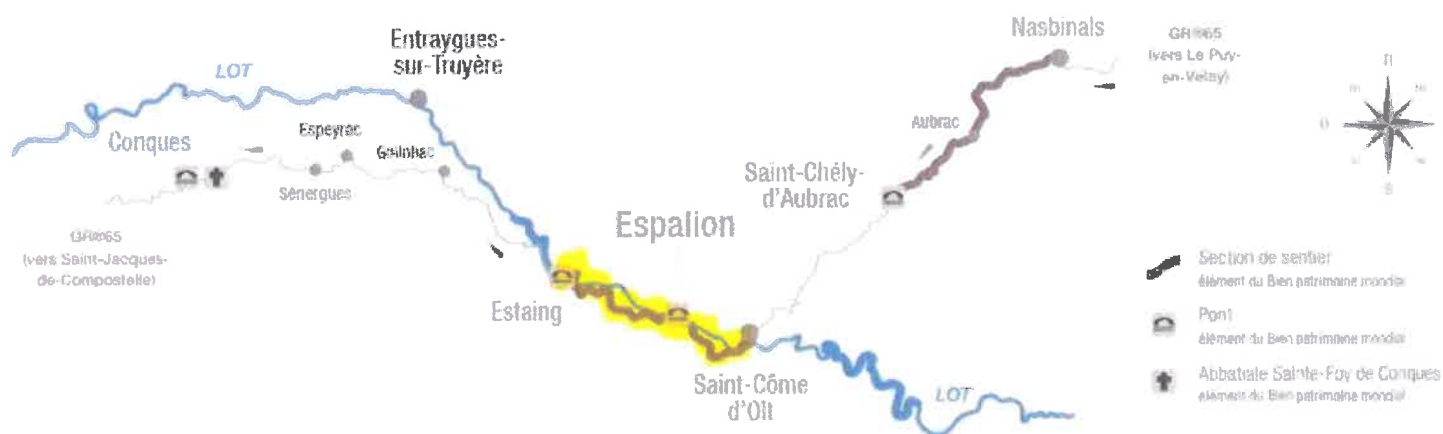 Nasbinals
GR®65
(vers Le Puy-
en-Velay)
Entraygues-
sur-Truyère
LOT
Conques
Espeyrac
Golinhac
Sénergues
Aubrac
Saint-Chély-
d'Aubrac
Espalion
GR®65
(vers Saint-Jacques-
de-Compostelle)
Estaing
Saint-Côme
d'Olt
LOT
Section de sentier
élément du Bien patrimoine mondial
Pont
élément du Bien patrimoine mondial
Abbatiale Sainte-Foy de Conques
élément du Bien patrimoine mondial